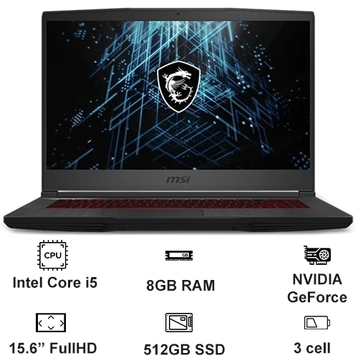 msi
CPU
Intel Core i5
8GB RAM
NVIDIA
GeForce
15.6” FullHD
512GB SSD
3 cell